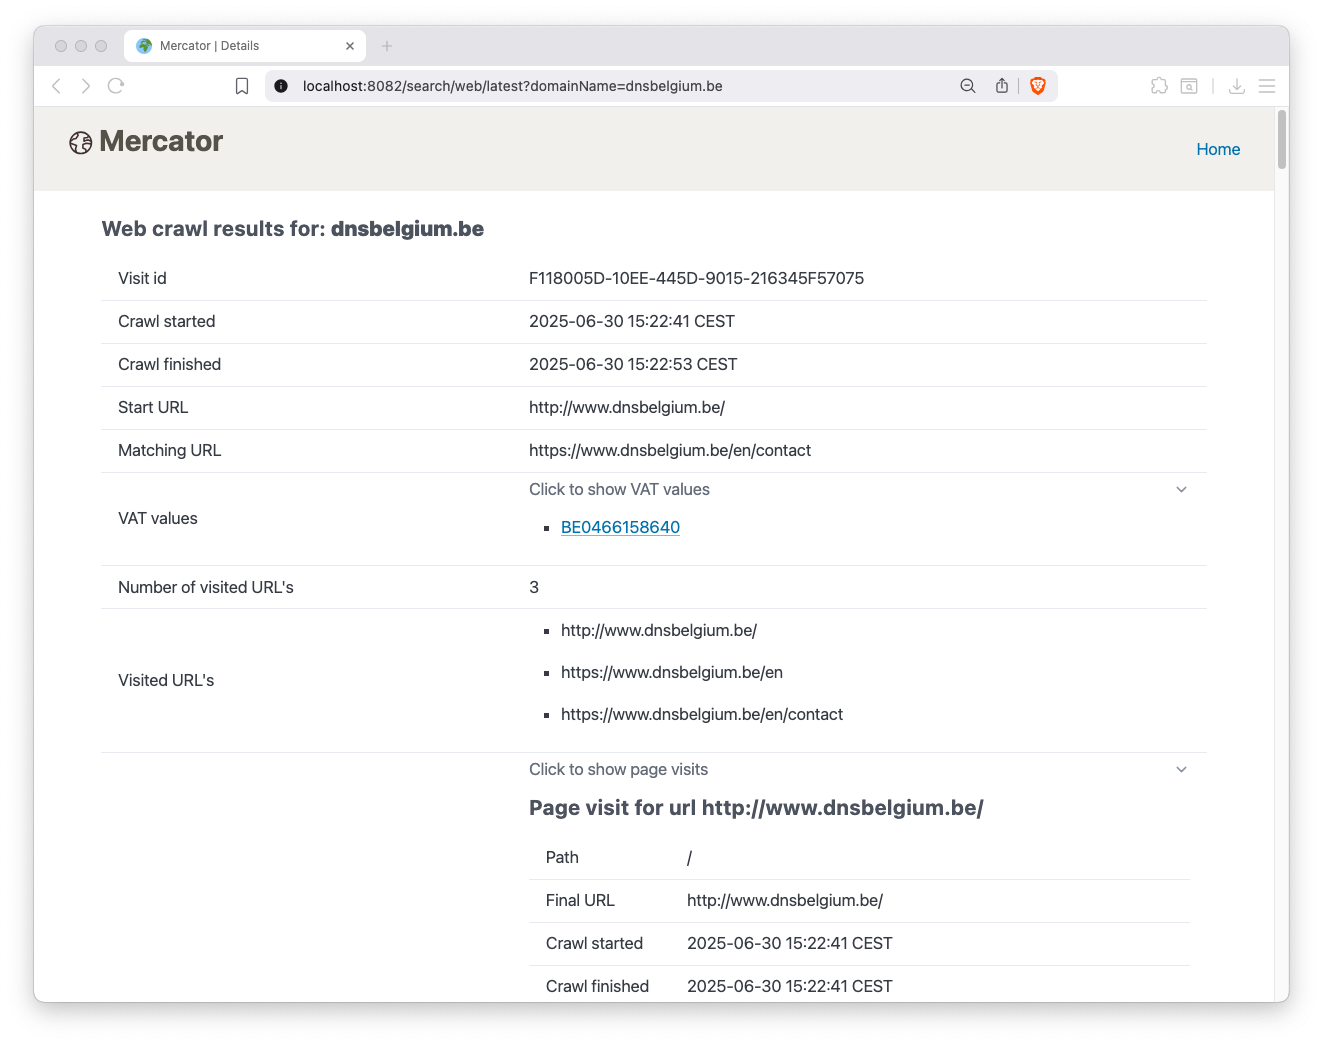 Mercator | Details
localhost:8082/search/web/latest?domainName=dnsbelgium.be
Mercator
Home
Web crawl results for: dnsbelgium.be
Visit id F118005D-10EE-445D-9015-216345F57075
Crawl started 2025-06-30 15:22:41 CEST
Crawl finished 2025-06-30 15:22:53 CEST
Start URL http://www.dnsbelgium.be/
Matching URL https://www.dnsbelgium.be/en/contact
Click to show VAT values
VAT values
BE0466158640
Number of visited URL's 3
http://www.dnsbelgium.be/
https://www.dnsbelgium.be/en
Visited URL's
https://www.dnsbelgium.be/en/contact
Click to show page visits
Page visit for url http://www.dnsbelgium.be/
Path /
Final URL http://www.dnsbelgium.be/
Crawl started 2025-06-30 15:22:41 CEST
Crawl finished 2025-06-30 15:22:41 CEST